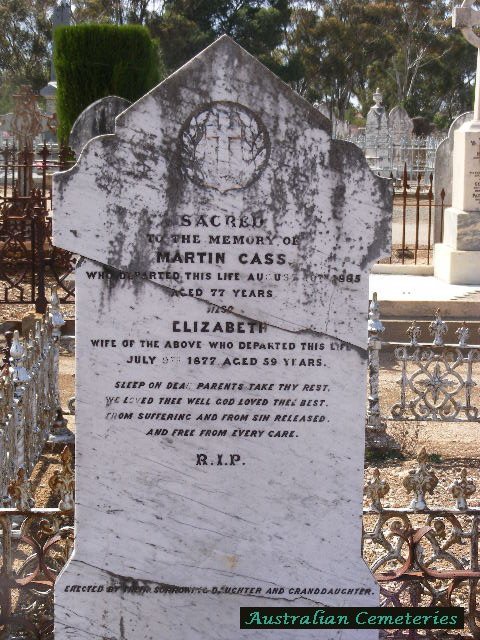 SACRED
TO THE MEMORY OF
MARTIN CASS
WHO DEPARTED THIS LIFE AUGUST 1885
AGED 77 YEARS
ALSO
ELIZABETH
WIFE OF THE ABOVE WHO DEPARTED THIS LIFE
JULY 9TH 1877 AGED 59 YEARS.
SLEEP ON DEAR PARENTS TAKE THY REST.
WE LOVED THEE WELL GOD LOVED THEE BEST.
FROM SUFFERING AND FROM SIN RELEASED.
AND FREE FROM EVERY CARE.
R.I.P.
ERECTED BY THEIR SORROWING DAUGHTER AND GRANDDAUGHTER.
Australian Cemeteries